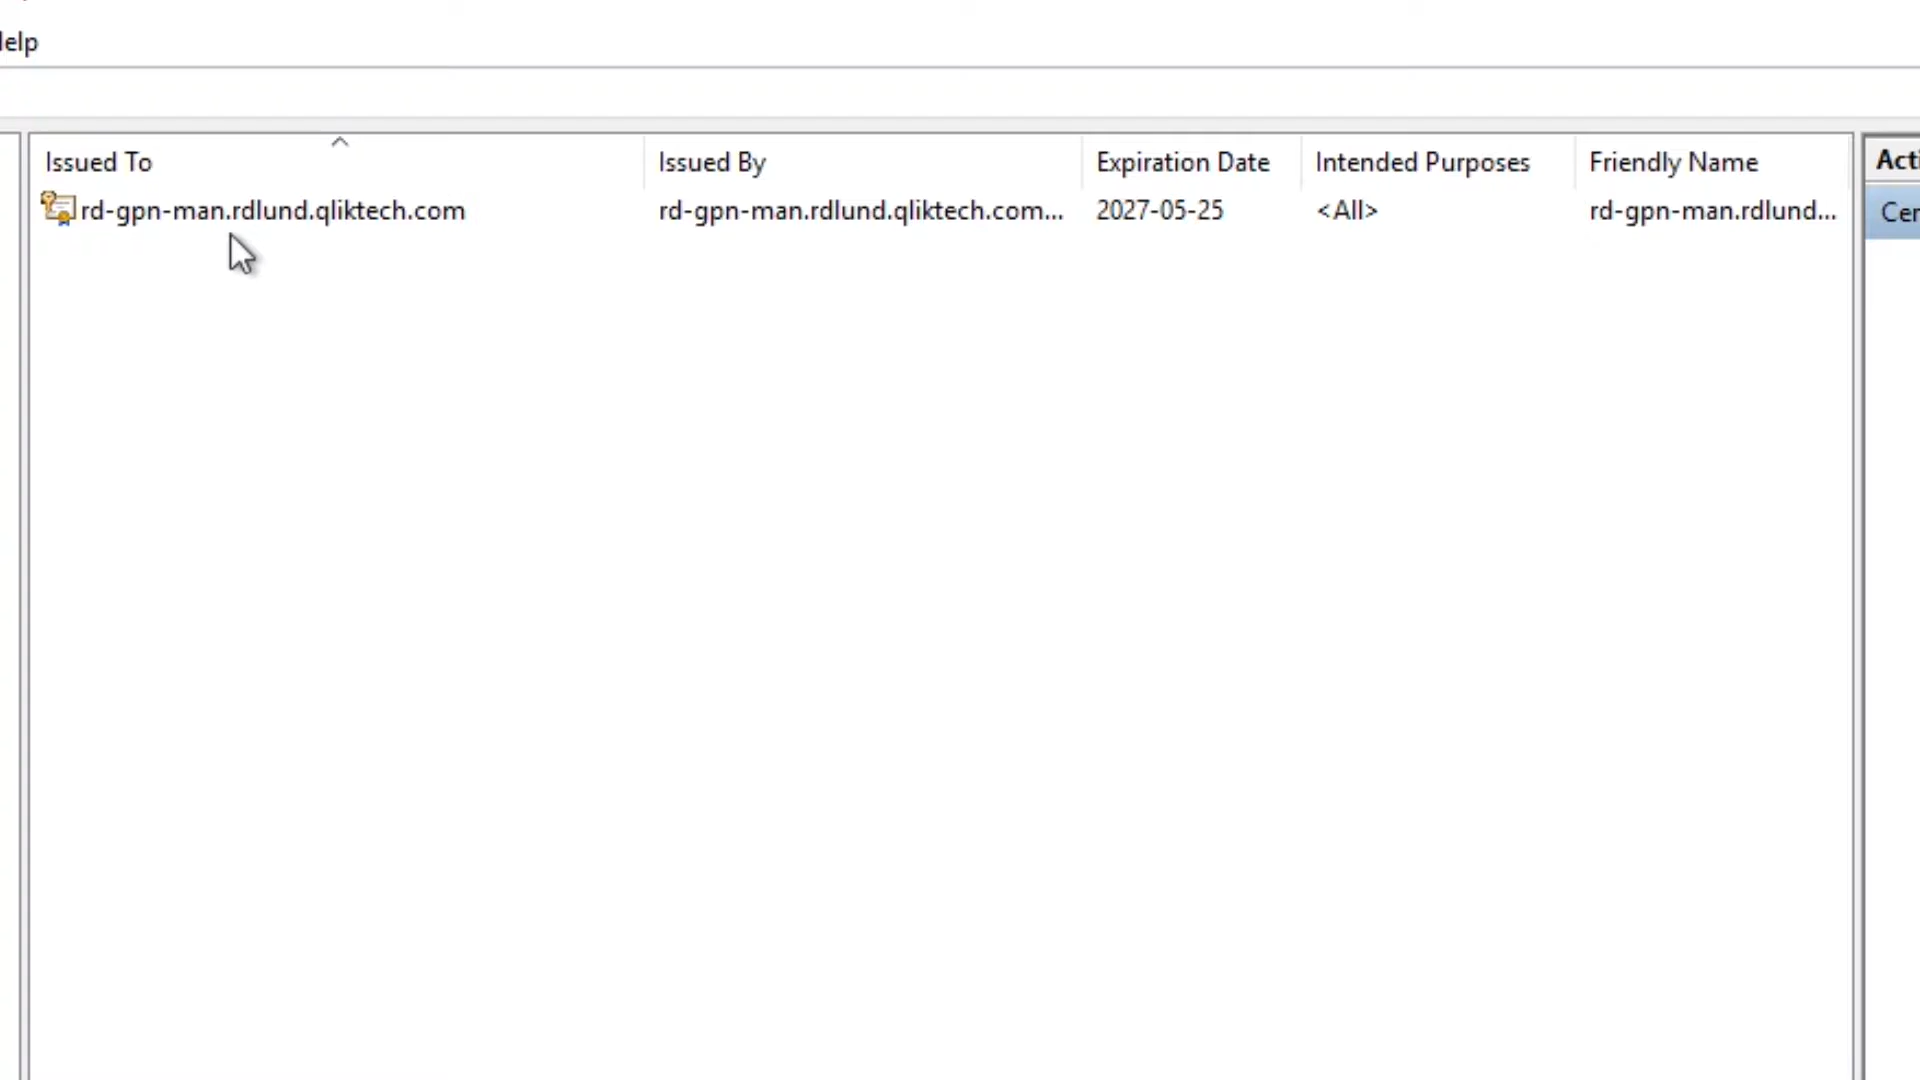 Help
Issued To Issued By Expiration Date Intended Purposes Friendly Name
rd-gpn-man.rdlund.qliktech.com rd-gpn-man.rdlund.qliktech.com... 2027-05-25 <All> rd-gpn-man.rdlund...
Acti
Cer